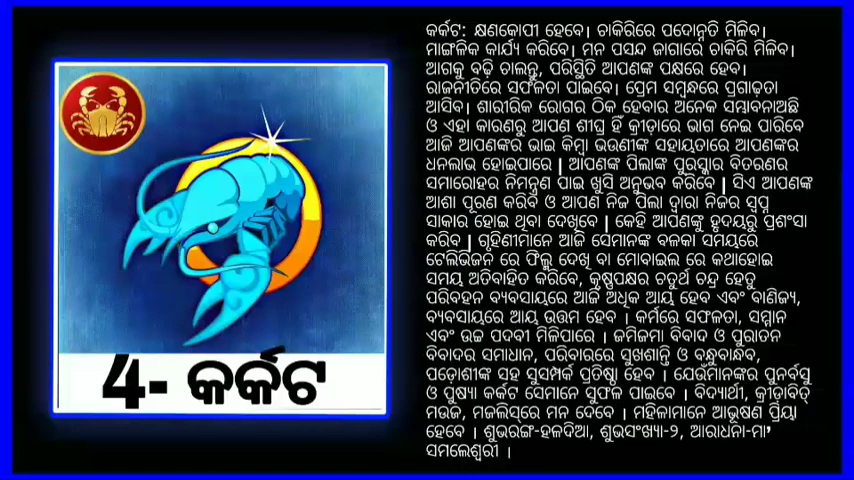 କର୍କଟ: କ୍ଷଣକୋପୀ ହେବେ। ଚାକିରିରେ ପଦୋନ୍ନତି ମିଳିବ।
ମାଙ୍ଗଳିକ କାର୍ଯ୍ୟ କରିବେ। ମନ ପସନ୍ଦ ଜାଗାରେ ଚାକିରି ମିଳିବ।
ଆଗକୁ ବଢ଼ି ଚାଲନ୍ତୁ, ପରିସ୍ଥିତି ଆପଣଙ୍କ ପକ୍ଷରେ ହେବ।
ରାଜନୀତିରେ ସଫଳତା ପାଇବେ। ପ୍ରେମ ସମ୍ବନ୍ଧରେ ପ୍ରଗାଢ଼ତା
ଆସିବ। ଶାରୀରିକ ରୋଗର ଠିକ ହେବାର ଅନେକ ସମ୍ଭାବନାଅଛି
ଓ ଏହା କାରଣରୁ ଆପଣ ଶୀଘ୍ର ହିଁ କ୍ରୀଡ଼ାରେ ଭାଗ ନେଇ ପାରିବେ
ଆଜି ଆପଣଙ୍କର ଭାଇ କିମ୍ବା ଭଉଣୀଙ୍କ ସହାୟତାରେ ଆପଣଙ୍କର
ଧନଲାଭ ହୋଇପାରେ | ଆପଣଙ୍କ ପିଲାଙ୍କ ପୁରସ୍କାର ବିତରଣର
ସମାରୋହର ନିମନ୍ତ୍ରଣ ପାଇ ଖୁସି ଅନୁଭବ କରିବେ | ସିଏ ଆପଣଙ୍କ
ଆଶା ପୂରଣ କରିବ ଓ ଆପଣ ନିଜ ପିଲା ଦ୍ୱାରା ନିଜର ସ୍ୱପ୍ନ
ସାକାର ହୋଇ ଥିବା ଦେଖିବେ | କେହି ଆପଣଙ୍କୁ ହୃଦୟରୁ ପ୍ରଶଂସା
କରିବ | ଗୃହିଣୀମାନେ ଆଜି ସେମାନଙ୍କ ବଳକା ସମୟରେ
ଟେଲିଭିଜନ ରେ ଫିଲ୍ମ ଦେଖି ବା ମୋବାଇଲ ରେ କଥାହୋଇ
ସମୟ ଅତିବାହିତ କରିବେ, କୃଷ୍ଣପକ୍ଷର ଚତୁର୍ଥ ଚନ୍ଦ୍ର ହେତୁ
ପରିବହନ ବ୍ୟବସାୟରେ ଆଜି ଅଧିକ ଆୟ ହେବ ଏବଂ ବାଣିଜ୍ୟ,
ବ୍ୟବସାୟରେ ଆୟ ଉତ୍ତମ ହେବ । କର୍ମରେ ସଫଳତା, ସମ୍ମାନ
ଏବଂ ଉଚ୍ଚ ପଦବୀ ମିଳିପାରେ । ଜମିଜମା ବିବାଦ ଓ ପୁରାତନ
ବିବାଦର ସମାଧାନ, ପରିବାରରେ ସୁଖଶାନ୍ତି ଓ ବନ୍ଧୁବାନ୍ଧବ,
ପଡ଼ୋଶୀଙ୍କ ସହ ସୁସମ୍ପର୍କ ପ୍ରତିଷ୍ଠା ହେବ । ଯେଉଁମାନଙ୍କର ପୁନର୍ବସୁ
ଓ ପୁଷ୍ୟା କର୍କଟ ସେମାନେ ସୁଫଳ ପାଇବେ । ବିଦ୍ୟାର୍ଥୀ, କ୍ରୀଡ଼ାବିତ୍
ମଉଜ, ମଜଲିସ୍‌ରେ ମନ ଦେବେ । ମହିଳାମାନେ ଆଭୂଷଣ ପ୍ରିୟା
ହେବେ । ଶୁଭରଙ୍ଗ-ହଳଦିଆ, ଶୁଭସଂଖ୍ୟା-୨, ଆରାଧନା-ମା’
ସମଲେଶ୍ୱରୀ ।
4- କର୍କଟ